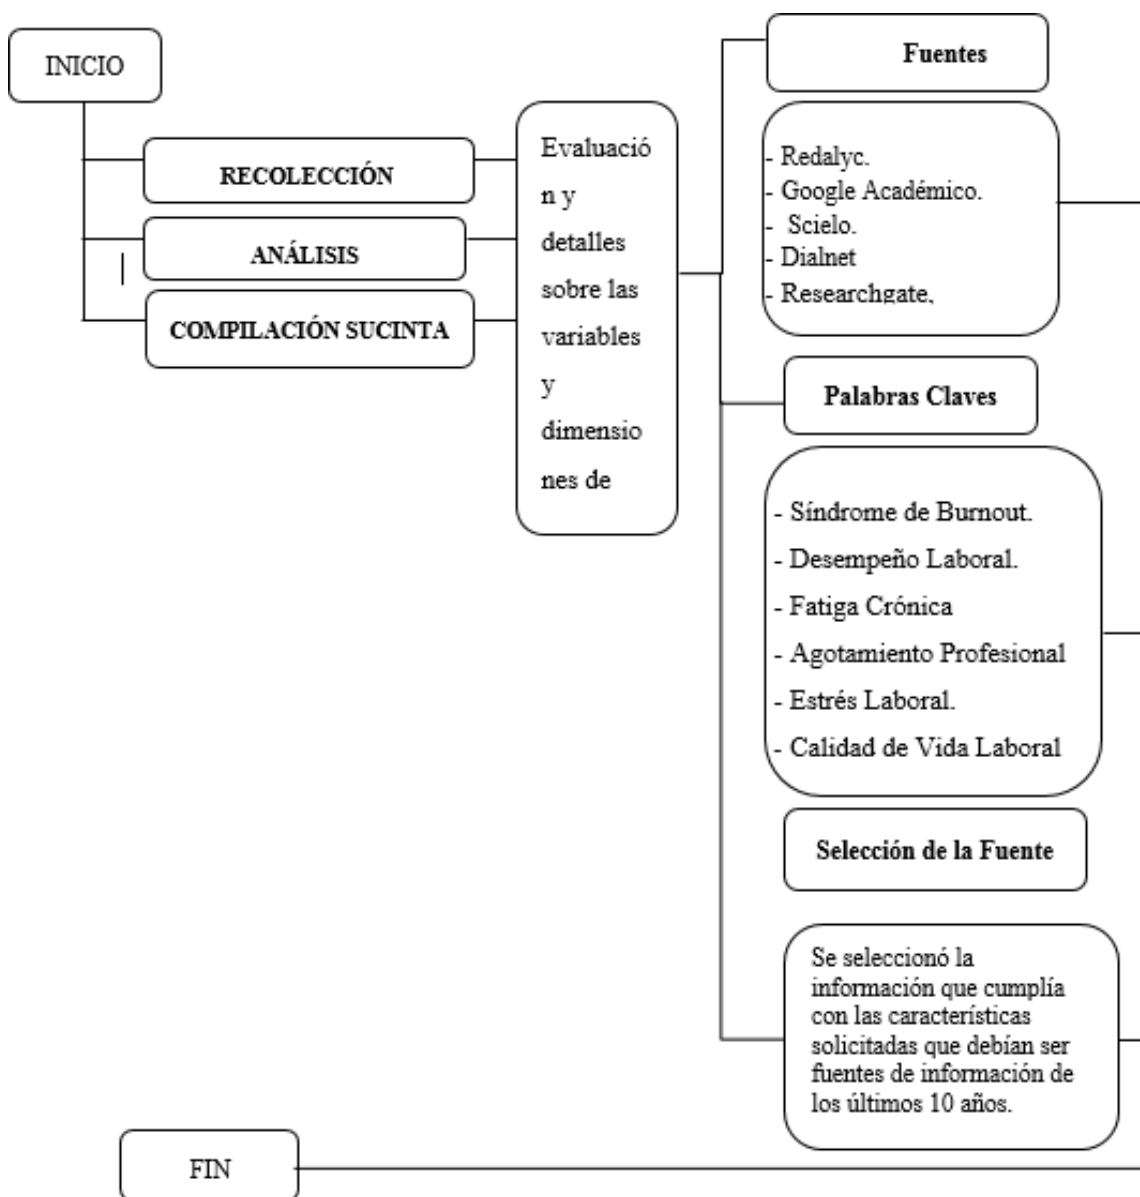 INICIO
RECOLECCIÓN
ANÁLISIS
COMPILACIÓN SUCINTA
Evaluació
n y
detalles
sobre las
variables
y
dimensio
nes de
Fuentes
- Redalyc.
- Google Académico.
- Scielo.
- Dialnet
- Researchgate,
Palabras Claves
- Síndrome de Burnout.
- Desempeño Laboral.
- Fatiga Crónica
- Agotamiento Profesional
- Estrés Laboral.
- Calidad de Vida Laboral
Selección de la Fuente
Se seleccionó la
información que cumplía
con las características
solicitadas que debían ser
fuentes de información de
los últimos 10 años.
FIN